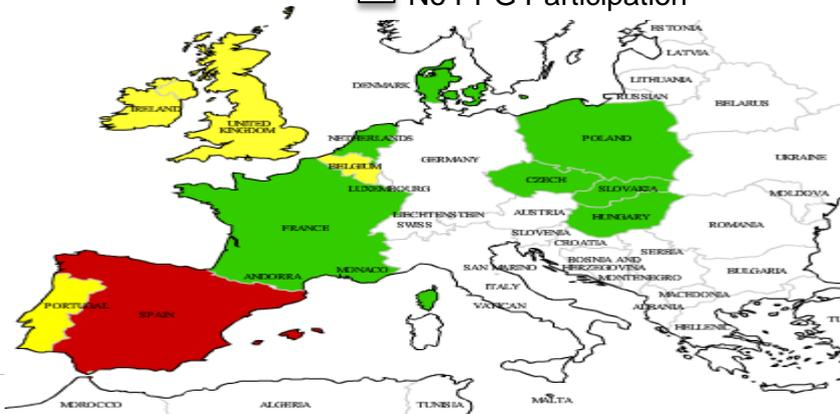 No FPG Participation
ESTONIA
LATVIA
LITHUANIA
RUSSIAN
BELARUS
DENMARK
IRELAND
UNITED
KINGDOM
NETHERLANDS
POLAND
BELGIUM
GERMANY
UKRAINE
CZECH
LUXEMBOURG
SLOVAKIA
MOLDOVA
LIECHTENSTEIN
AUSTRIA
HUNGARY
SWISS
FRANCE
SLOVENIA
ROMANIA
CROATIA
SERBIA
BOSNIA AND
HERZEGOVINA
SAN MARINO
ANDORRA
MONACO
MONTENEGRO
BULGARIA
ITALY
MACEDONIA
PORTUGAL
SPAIN
VATICAN
ALBANIA
HELLENIC
TU
MALTA
MOROCCO
ALGERIA
TUNISIA